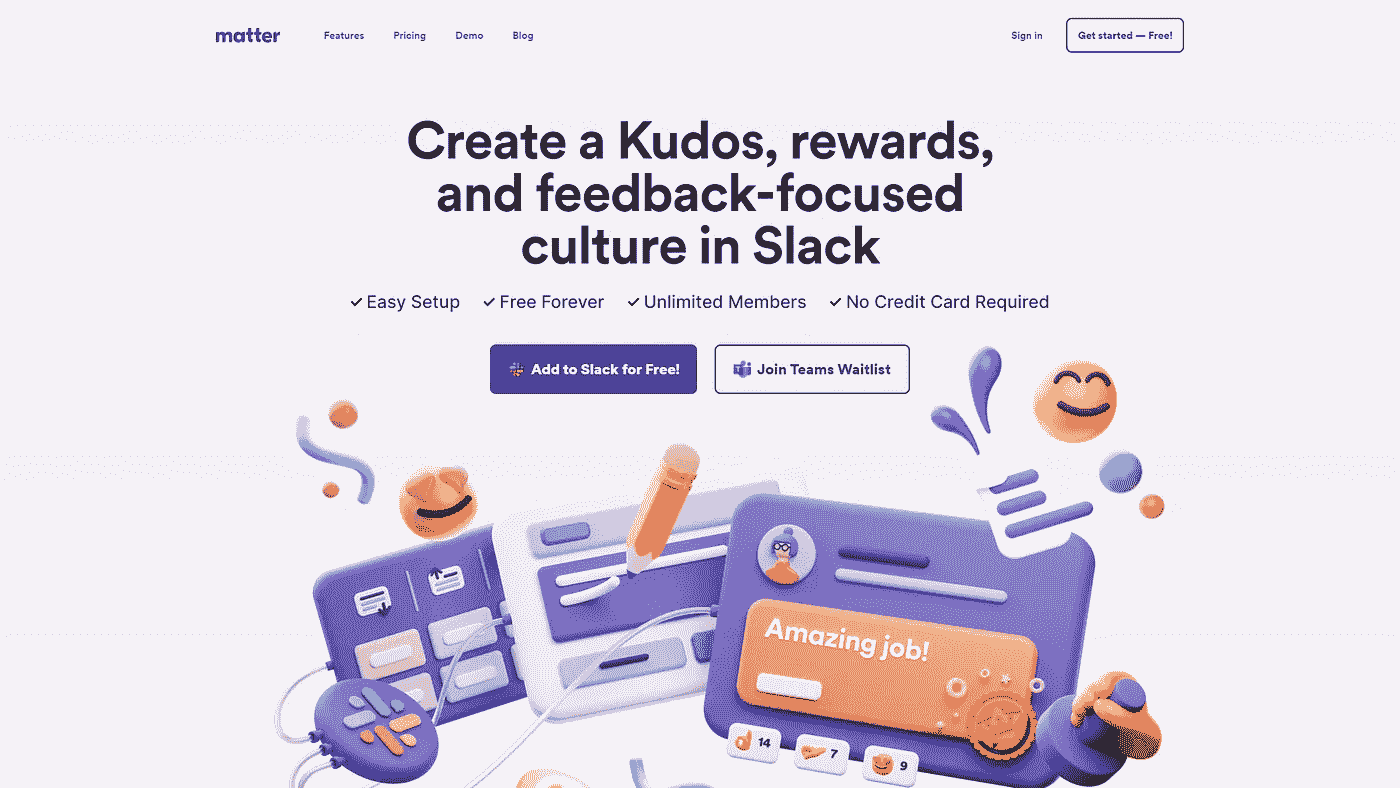 matter
Features
Pricing
Demo
Blog
Sign in
Get started — Free!
Create a Kudos, rewards,
and feedback-focused
culture in Slack
Easy Setup
Free Forever
Unlimited Members
No Credit Card Required
Add to Slack for Free!
Join Teams Waitlist
Amazing job!
14
7
9